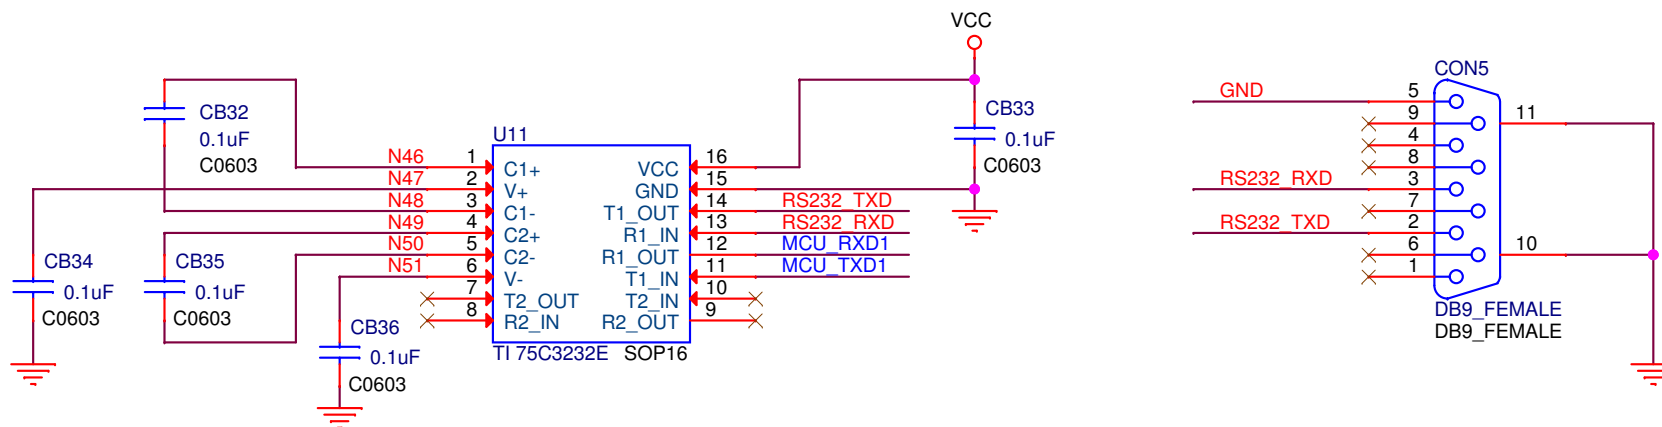 VCC
CB32
0.1uF
C0603
CB33
0.1uF
C0603
U11
N46 1 C1+ VCC 16
N47 2 V+ GND 15
N48 3 C1- T1_OUT 14 RS232_TXD
N49 4 C2+ R1_IN 13 RS232_RXD
N50 5 C2- R1_OUT 12 MCU_RXD1
N51 6 V- T1_IN 11 MCU_TXD1
7 T2_OUT T2_IN 10
8 R2_IN R2_OUT 9
TI 75C3232E SOP16
CB34
0.1uF
C0603
CB35
0.1uF
C0603
CB36
0.1uF
C0603
CON5
GND 5
9 11
4
8
RS232_RXD 3
7
RS232_TXD 2
6 10
1
DB9_FEMALE
DB9_FEMALE